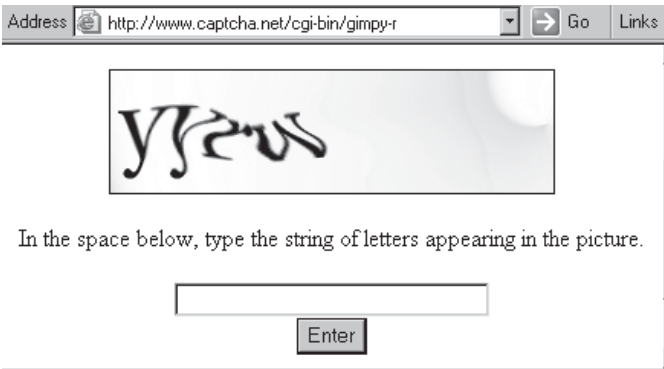 Address http://www.captcha.net/cgi-bin/gimpy-r Go Links
In the space below, type the string of letters appearing in the picture.
Enter